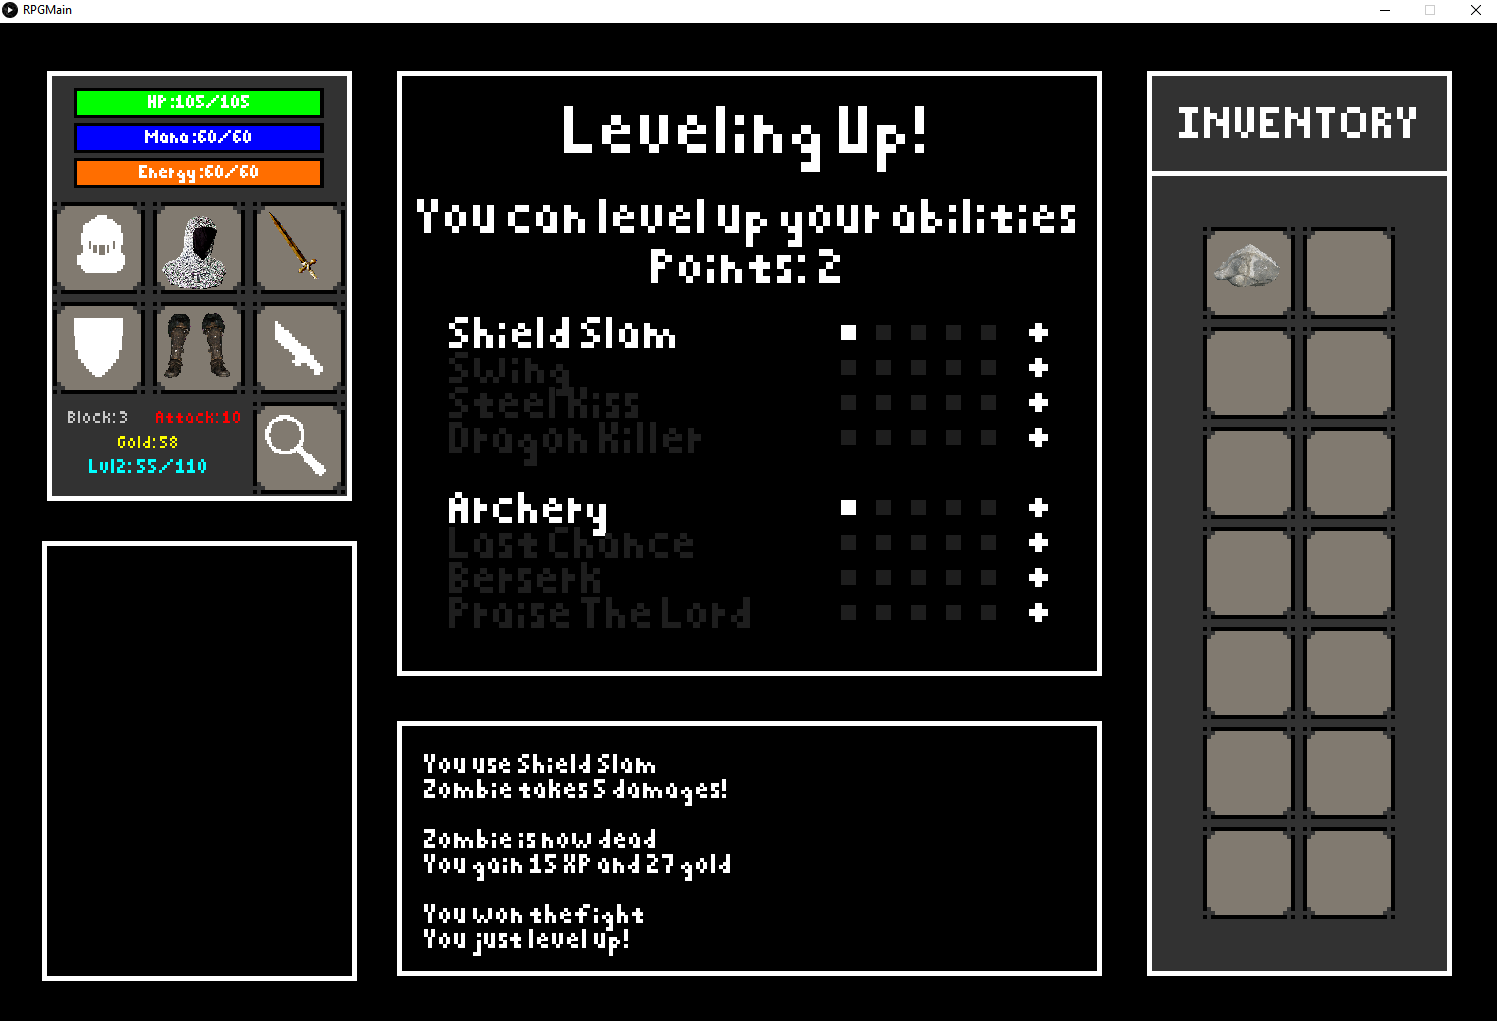 RPGMain
HP:105/105
Mana:60/60
Energy:60/60
Block:3 Attack:10
Gold:58
Lvl2:55/110
Leveling Up!
You can level up your abilities
Points: 2
Shield Slam +
Swing +
Steel Kiss +
Dragon Killer +
Archery +
Last Chance +
Berserk +
Praise The Lord +
You use Shield Slam
Zombie takes 5 damages!
Zombie is now dead
You gain 15 XP and 27 gold
You won the fight
You just level up!
INVENTORY